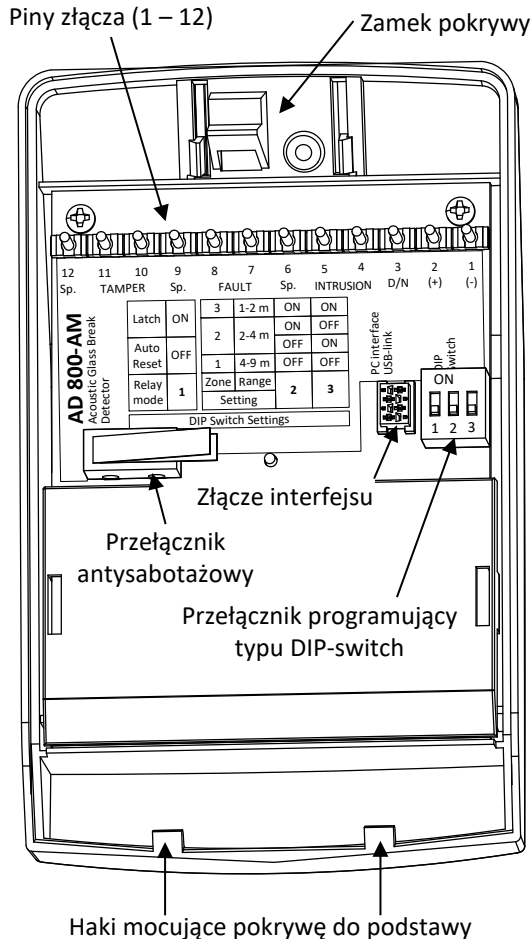 Piny złącza (1 – 12)
Zamek pokrywy
12 11 10 9 8 7 6 5 4 3 2 1
Sp. TAMPER Sp. FAULT Sp. INTRUSION D/N (+) (-)
AD 800-AM
Acoustic Glass Break
Detector
Latch ON 3 1-2 m ON ON
Auto Reset OFF 2 2-4 m ON OFF
OFF ON
1 4-9 m OFF OFF
Relay mode 1 Zone Range 2 3
Setting
DIP Switch Settings
PC interface
USB-link
DIP
Switch
ON
1 2 3
Złącze interfejsu
Przełącznik
antysabotażowy
Przełącznik programujący
typu DIP-switch
Haki mocujące pokrywę do podstawy